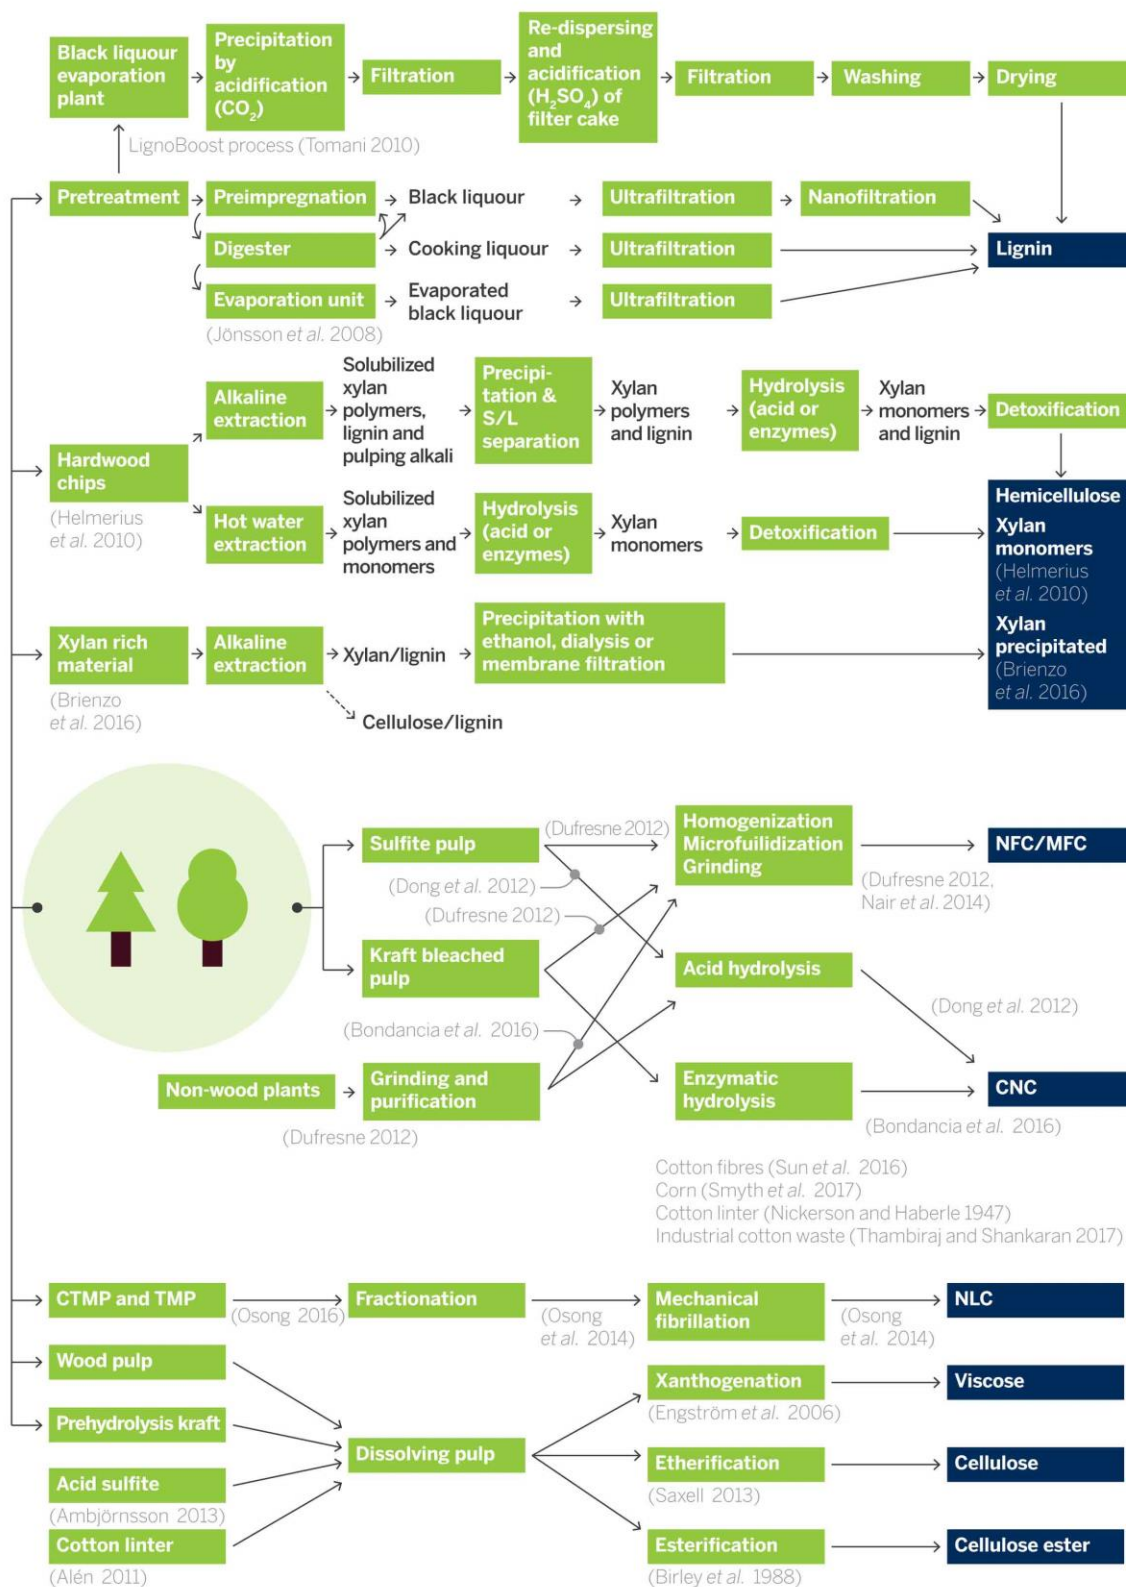 Black liquour
evaporation
plant
Precipitation
by
acidification
(CO₂)
Filtration
Re-dispersing
and
acidification
(H₂SO₄) of
filter cake
Filtration
Washing
Drying
LignoBoost process (Tomani 2010)
Pretreatment
Preimpregnation
Black liquour
Ultrafiltration
Nanofiltration
Digester
Cooking liquour
Ultrafiltration
Lignin
Evaporation unit
Evaporated
black liquour
Ultrafiltration
(Jönsson et al. 2008)
Hardwood
chips
(Helmerius
et al. 2010)
Alkaline
extraction
Solubilized
xylan
polymers,
lignin and
pulping alkali
Precipi-
tation &
S/L
separation
Xylan
polymers
and lignin
Hydrolysis
(acid or
enzymes)
Xylan
monomers
and lignin
Detoxification
Hot water
extraction
Solubilized
xylan
polymers and
monomers
Hydrolysis
(acid or
enzymes)
Xylan
monomers
Detoxification
Hemicellulose
Xylan
monomers
(Helmerius
et al. 2010)
Xylan
precipitated
(Brienzo
et al. 2016)
Xylan rich
material
(Brienzo
et al. 2016)
Alkaline
extraction
Xylan/lignin
Precipitation with
ethanol, dialysis or
membrane filtration
Cellulose/lignin
Sulfite pulp
(Dufresne 2012)
Homogenization
Microfuilidization
Grinding
NFC/MFC
(Dong et al. 2012)
(Dufresne 2012)
(Dufresne 2012,
Nair et al. 2014)
Kraft bleached
pulp
Acid hydrolysis
(Dong et al. 2012)
(Bondancia et al. 2016)
Non-wood plants
Grinding and
purification
(Dufresne 2012)
Enzymatic
hydrolysis
CNC
(Bondancia et al. 2016)
Cotton fibres (Sun et al. 2016)
Corn (Smyth et al. 2017)
Cotton linter (Nickerson and Haberle 1947)
Industrial cotton waste (Thambiraj and Shankaran 2017)
CTMP and TMP
(Osong 2016)
Fractionation
(Osong
et al. 2014)
Mechanical
fibrillation
(Osong
et al. 2014)
NLC
Wood pulp
Prehydrolysis kraft
Acid sulfite
(Ambjörnsson 2013)
Cotton linter
(Alén 2011)
Dissolving pulp
Xanthogenation
(Engström et al. 2006)
Viscose
Etherification
(Saxell 2013)
Cellulose
Esterification
(Birley et al. 1988)
Cellulose ester